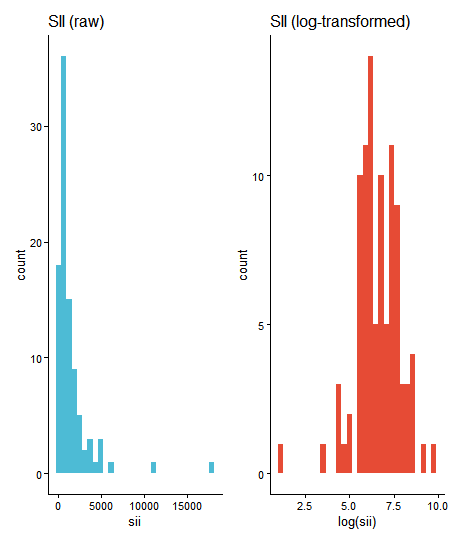 SII (raw)
SII (log-transformed)
count
30
20
10
0
0
5000
10000
15000
sii
count
10
5
0
2.5
5.0
7.5
10.0
log(sii)